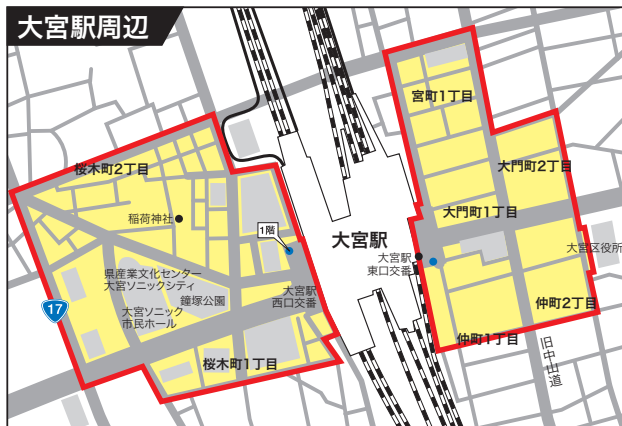 大宮駅周辺
宮町1丁目
桜木町2丁目
大門町2丁目
稲荷神社
大門町1丁目
1階
大宮駅
大宮駅
東口交番
大宮区役所
県産業文化センター
大宮ソニックシティ
鐘塚公園
大宮駅
西口交番
17
大宮ソニック
市民ホール
仲町2丁目
仲町1丁目
桜木町1丁目
旧中山道